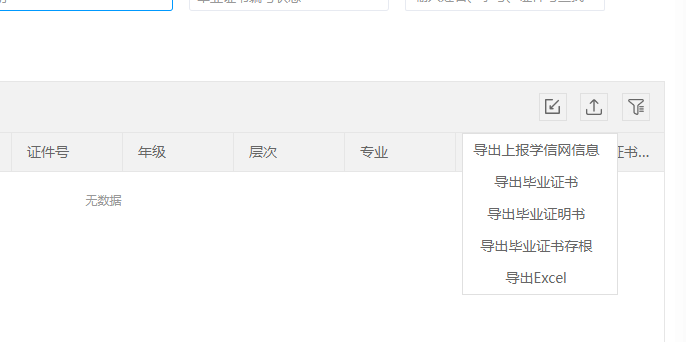 证件号 年级 层次 专业 证书...
无数据
导出上报学信网信息
导出毕业证书
导出毕业证明书
导出毕业证书存根
导出Excel